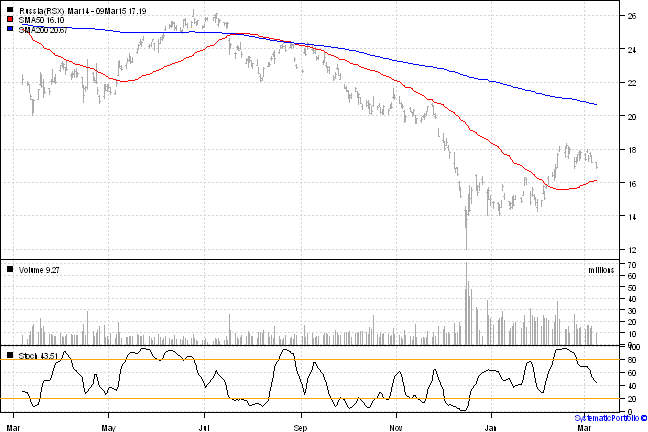 Russia(RSX) Mar14 - 09Mar15 17.19
SMA50 16.10
SMA200 20.67
26
24
22
20
18
16
14
12
Volume 9.27
millions
70
60
50
40
30
20
10
0
Stoch 43.51
100
80
60
40
20
0
Mar May Jul Sep Nov Jan Mar
SystematicPortfolio ©